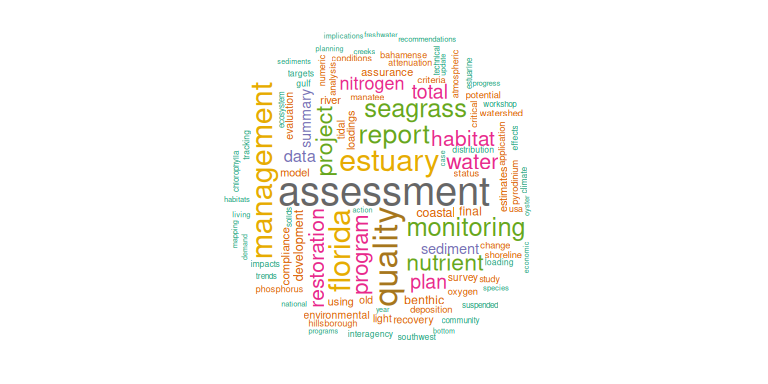 implications freshwater
recommendations
planning creeks
technical
update
sediments conditions bahamense
estuarine
attenuation
atmospheric
targets numeric analysis assurance
gulf nitrogen criteria progress
ecosystem
evaluation
summary
river manatee total potential
critical workshop
project tidal loadings seagrass watershed
effects
application
tracking
management
report habitat
chlorophyll
data estuary case distribution
water
model status
estimates pyrodinium climate
habitats
assessment
oyster
living
solids
restoration
florida
action
program
quality
coastal final usa
mapping
demand
compliance
development
monitoring
economic
sediment change
shoreline
impacts nutrient loading
trends
plan survey study
phosphorus oxygen species
national using old benthic suspended
year
environmental light deposition
hillsborough recovery community
programs interagency bottom
southwest